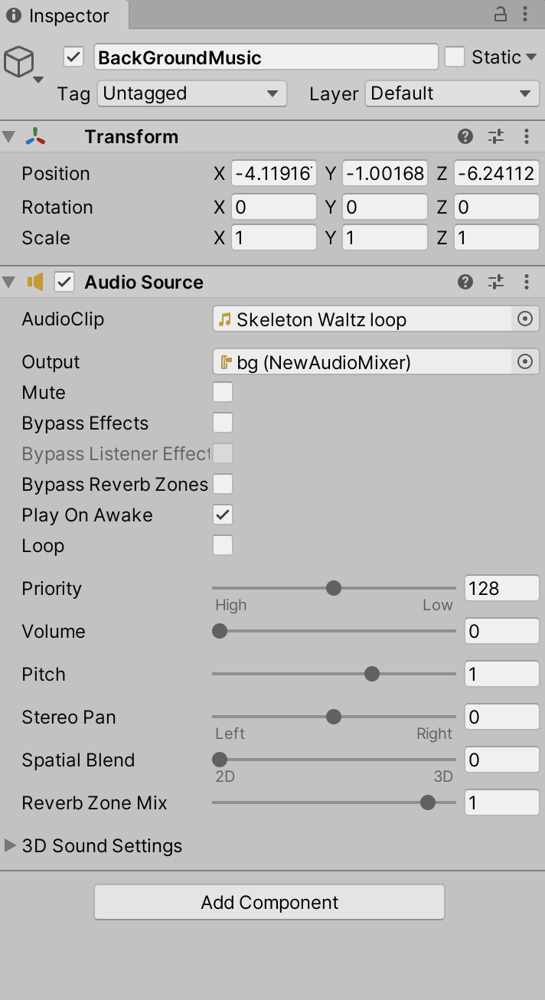 Inspector
BackGroundMusic Static
Tag Untagged Layer Default
Transform
Position X -4.119167 Y -1.00168 Z -6.24112
Rotation X 0 Y 0 Z 0
Scale X 1 Y 1 Z 1
Audio Source
AudioClip Skeleton Waltz loop
Output bg (NewAudioMixer)
Mute
Bypass Effects
Bypass Listener Effect
Bypass Reverb Zones
Play On Awake
Loop
Priority 128
High Low
Volume 0
Pitch 1
Stereo Pan 0
Left Right
Spatial Blend 0
2D 3D
Reverb Zone Mix 1
3D Sound Settings
Add Component